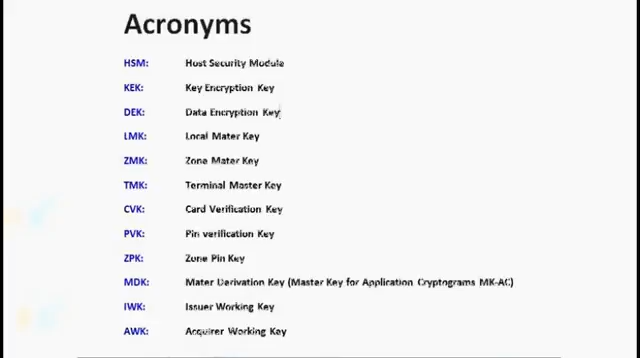 Acronyms
HSM: Host Security Module
KEK: Key Encryption Key
DEK: Data Encryption Key
LMK: Local Mater Key
ZMK: Zone Mater Key
TMK: Terminal Master Key
CVK: Card Verification Key
PVK: Pin verification Key
ZPK: Zone Pin Key
MDK: Mater Derivation Key (Master Key for Application Cryptograms MK-AC)
IWK: Issuer Working Key
AWK: Acquirer Working Key